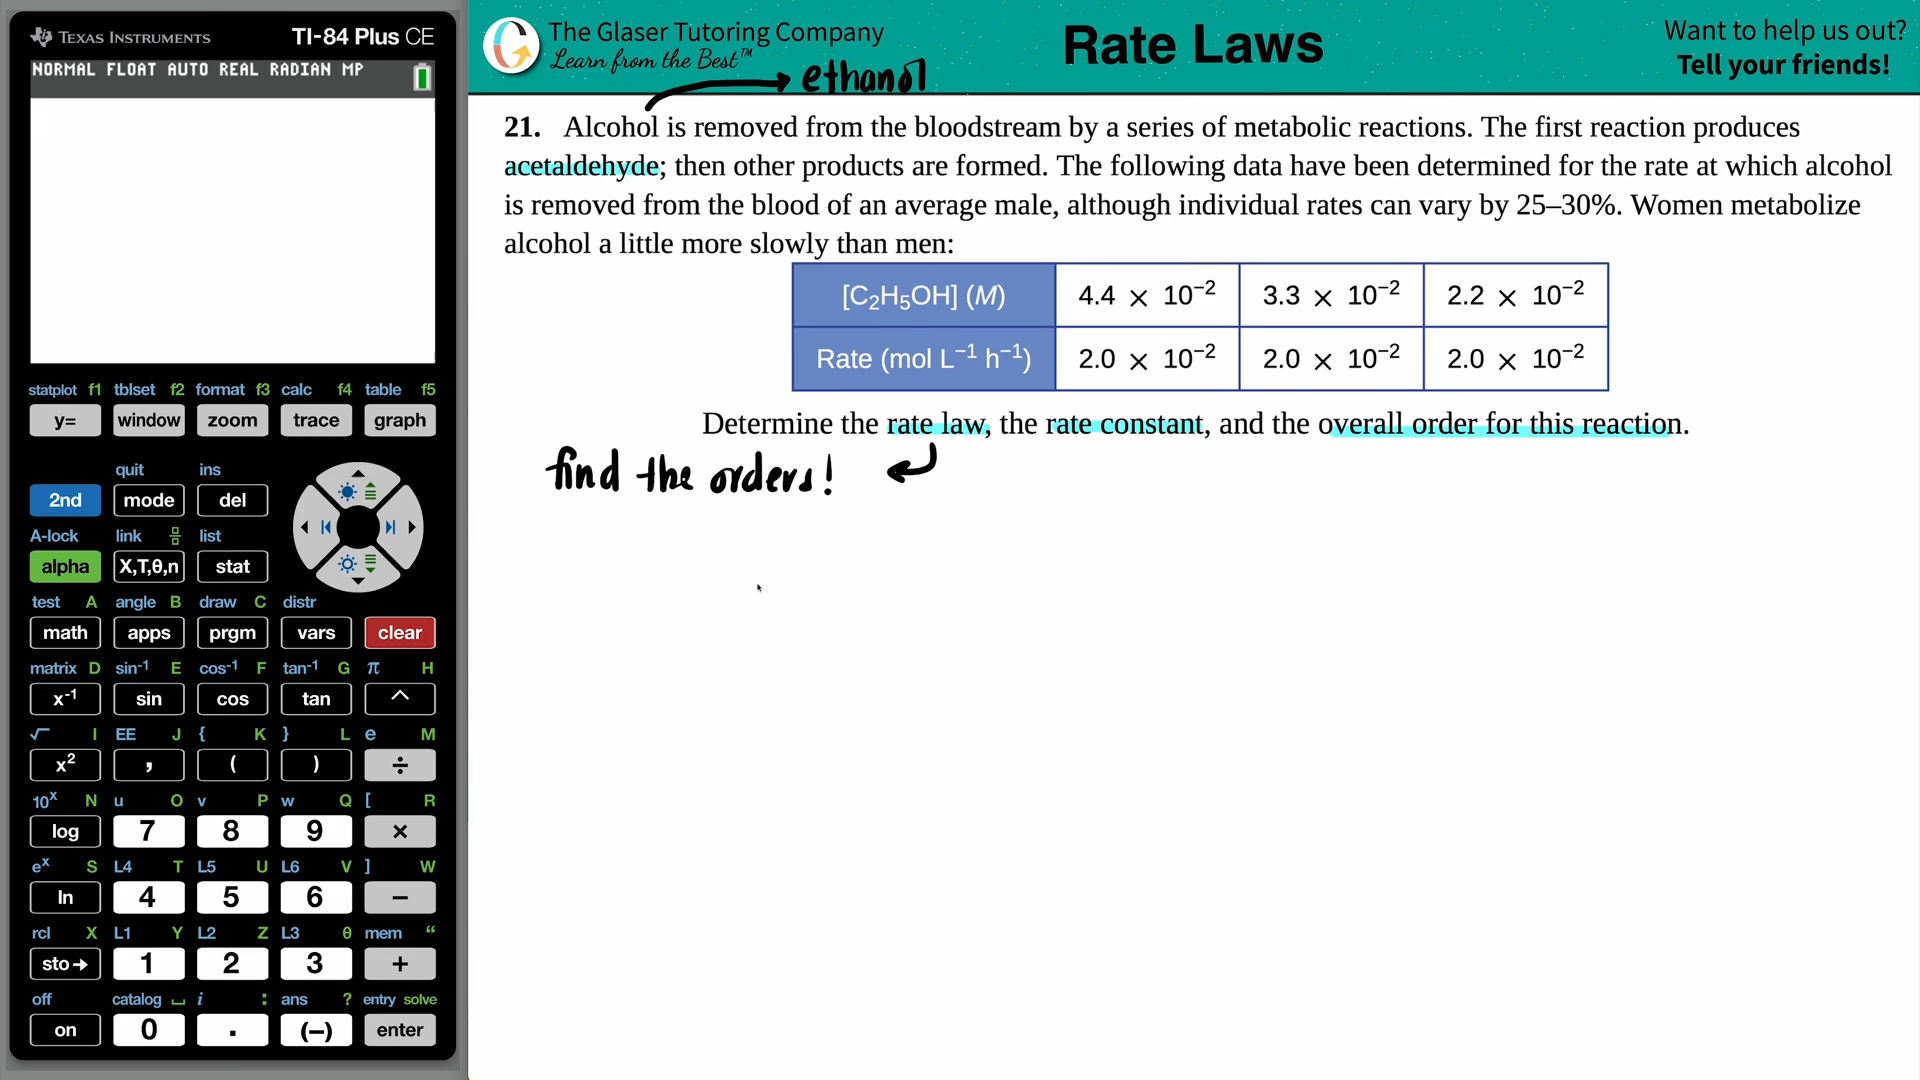 TEXAS INSTRUMENTS TI-84 Plus CE
NORMAL FLOAT AUTO REAL RADIAN MP
statplot f1 tblset f2 format f3 calc f4 table f5
y= window zoom trace graph
quit ins
2nd mode del
A-lock link list
alpha X,T,θ,n stat
test A angle B draw C distr
math apps prgm vars clear
matrix D sin⁻¹ E cos⁻¹ F tan⁻¹ G π H
x⁻¹ sin cos tan ^
√ I EE J { K } L e M
x² , ( ) ÷
10ˣ N u O v P w Q [ R
log 7 8 9 ×
eˣ S L4 T L5 U L6 V ] W
ln 4 5 6 −
rcl X L1 Y L2 Z L3 θ mem “
sto→ 1 2 3 +
off catalog ⎵ i : ans ? entry solve
on 0 . (−) enter
The Glaser Tutoring Company
Learn from the Best™
Rate Laws
Want to help us out?
Tell your friends!
ethanol
21. Alcohol is removed from the bloodstream by a series of metabolic reactions. The first reaction produces
acetaldehyde; then other products are formed. The following data have been determined for the rate at which alcohol
is removed from the blood of an average male, although individual rates can vary by 25–30%. Women metabolize
alcohol a little more slowly than men:
[C₂H₅OH] (M) 4.4 × 10⁻² 3.3 × 10⁻² 2.2 × 10⁻²
Rate (mol L⁻¹ h⁻¹) 2.0 × 10⁻² 2.0 × 10⁻² 2.0 × 10⁻²
Determine the rate law, the rate constant, and the overall order for this reaction.
find the orders!